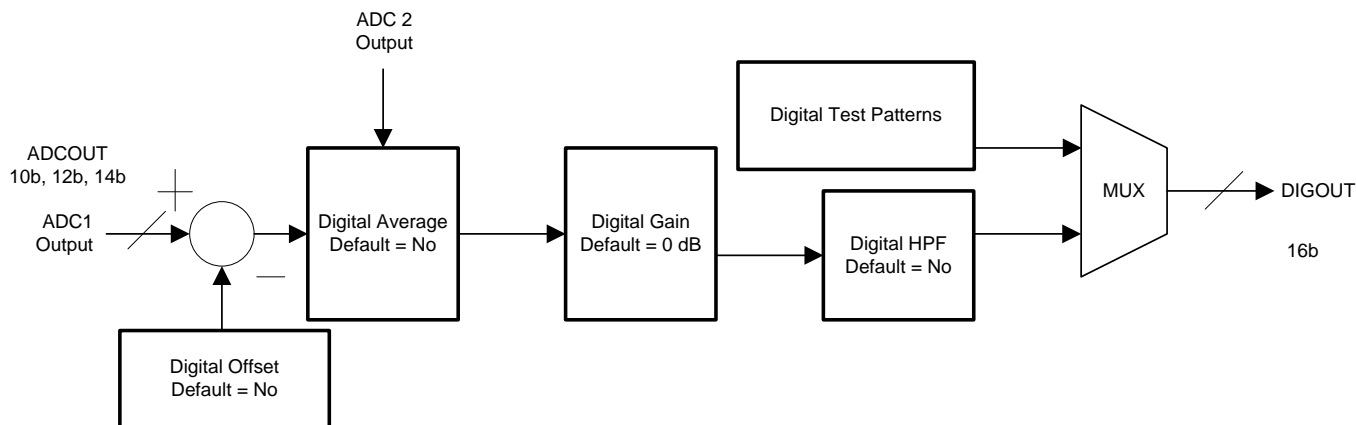 ADC 2
Output
Digital Test Patterns
ADCOUT
10b, 12b, 14b
+
ADC1
Output
Digital Average
Default = No
Digital Gain
Default = 0 dB
Digital HPF
Default = No
MUX
DIGOUT
16b
—
Digital Offset
Default = No